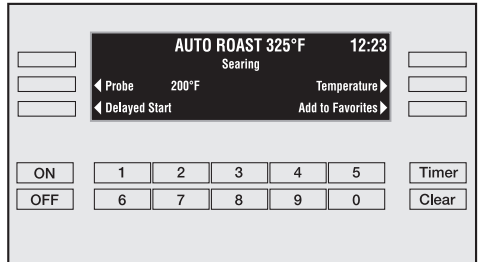 AUTO ROAST 325°F 12:23
Searing
Probe 200°F Temperature
Delayed Start Add to Favorites
ON 1 2 3 4 5 Timer
OFF 6 7 8 9 0 Clear